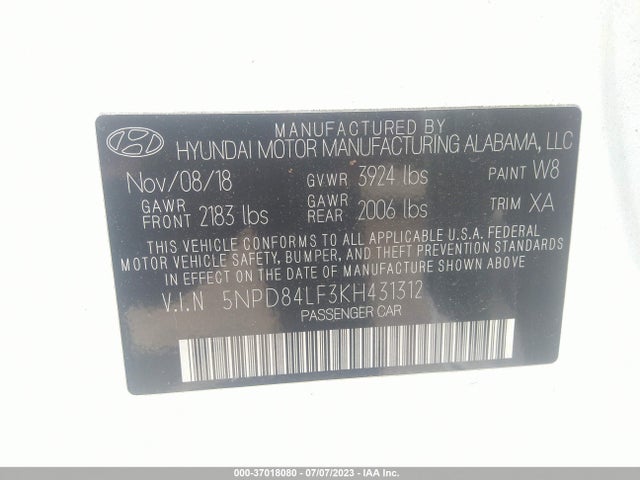 MANUFACTURED BY
HYUNDAI MOTOR MANUFACTURING ALABAMA, LLC
Nov/08/18 GVWR 3924 lbs PAINT W8
GAWR FRONT 2183 lbs GAWR REAR 2006 lbs TRIM XA
THIS VEHICLE CONFORMS TO ALL APPLICABLE U.S.A. FEDERAL
MOTOR VEHICLE SAFETY, BUMPER, AND THEFT PREVENTION STANDARDS
IN EFFECT ON THE DATE OF MANUFACTURE SHOWN ABOVE.
V.I.N 5NPD84LF3KH431312
PASSENGER CAR
000-37018080 - 07/07/2023 - IAA Inc.